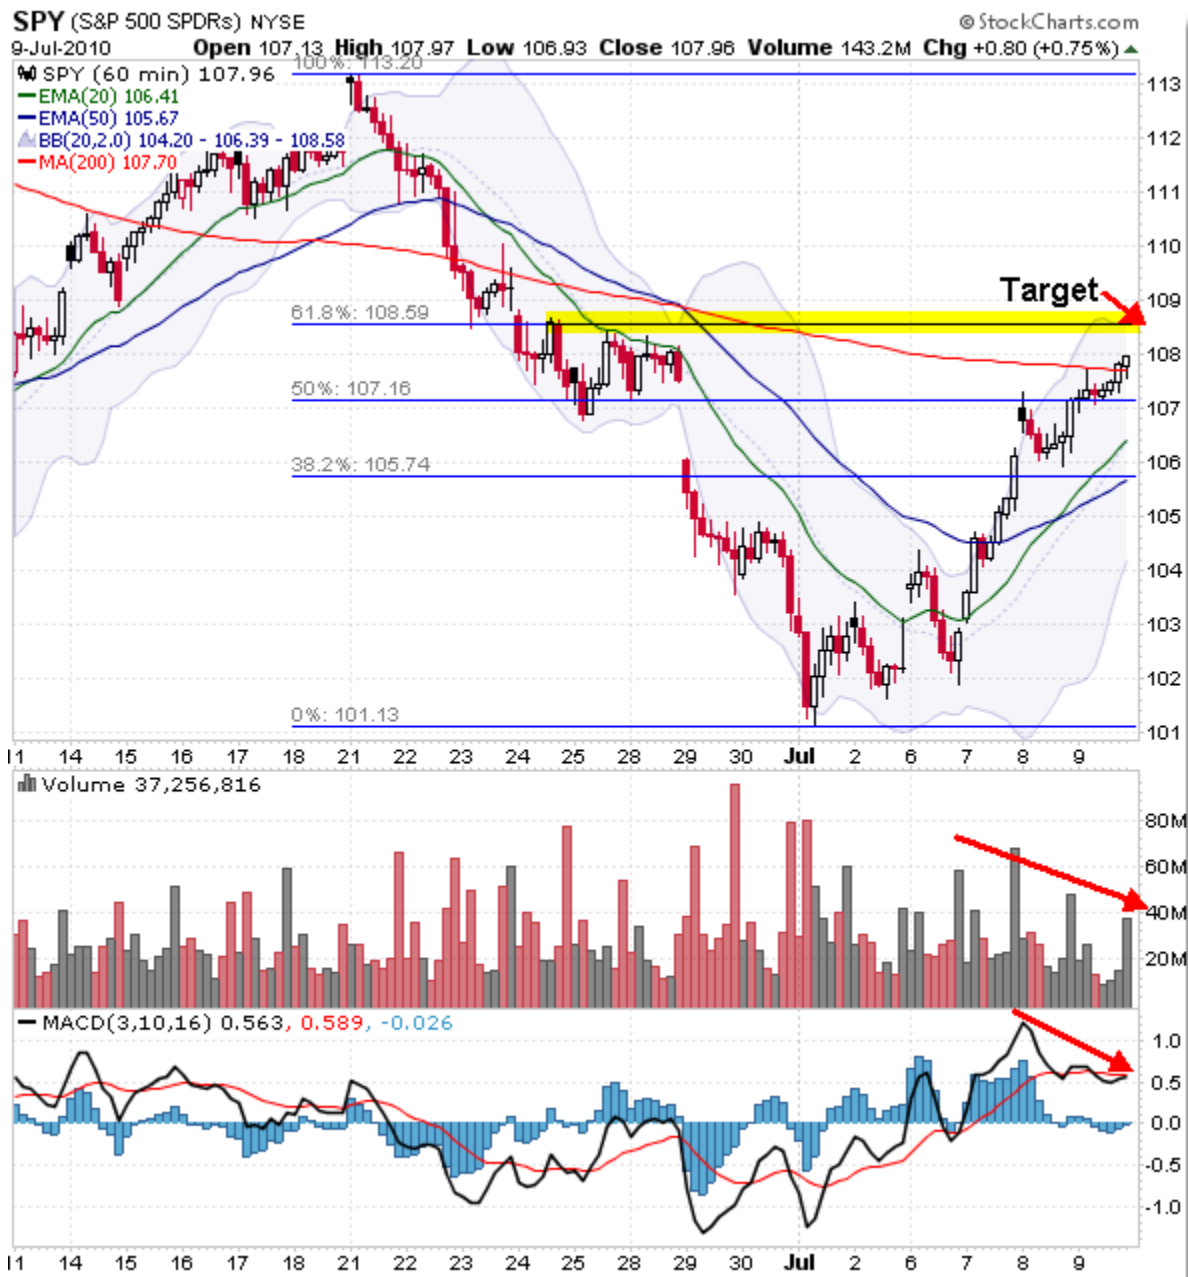 SPY (S&P 500 SPDRs) NYSE © StockCharts.com
9-Jul-2010 Open 107.13 High 107.97 Low 106.93 Close 107.96 Volume 143.2M Chg +0.80 (+0.75%)
SPY (60 min) 107.96
EMA(20) 106.41
EMA(50) 105.67
BB(20,2.0) 104.20 - 106.39 - 108.58
MA(200) 107.70
100%: 113.20
61.8%: 108.59
50%: 107.16
38.2%: 105.74
0%: 101.13
Target
113
112
111
110
109
108
107
106
105
104
103
102
101
11 14 15 16 17 18 21 22 23 24 25 28 29 30 Jul 2 6 7 8 9
Volume 37,256,816
80M
60M
40M
20M
MACD(3,10,16) 0.563, 0.589, -0.026
1.0
0.5
0.0
-0.5
-1.0
11 14 15 16 17 18 21 22 23 24 25 28 29 30 Jul 2 6 7 8 9